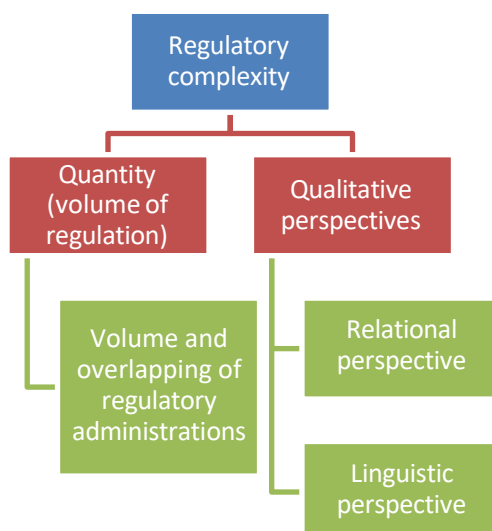 Regulatory
complexity
Quantity
(volume of
regulation)
Qualitative
perspectives
Volume and
overlapping of
regulatory
administrations
Relational
perspective
Linguistic
perspective